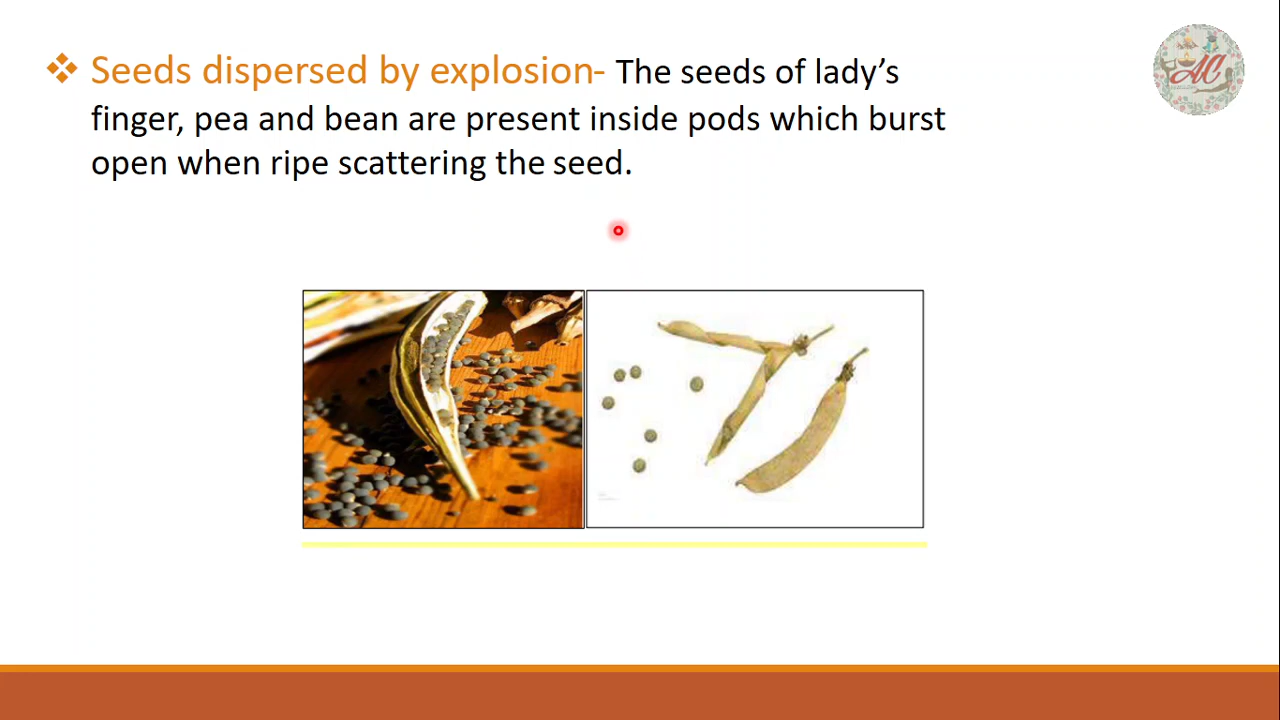 Seeds dispersed by explosion- The seeds of lady’s
finger, pea and bean are present inside pods which burst
open when ripe scattering the seed.
AC